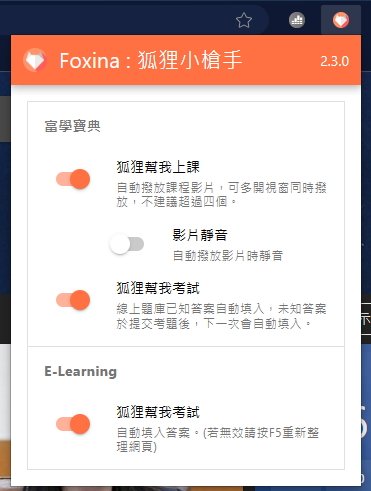 Foxina : 狐狸小槍手
2.3.0
富學寶典
狐狸幫我上課
自動撥放課程影片，可多開視窗同時撥
放，不建議超過四個。
影片靜音
自動撥放影片時靜音
狐狸幫我考試
線上題庫已知答案自動填入，未知答案
於提交考題後，下一次會自動填入。
示
E-Learning
狐狸幫我考試
自動填入答案。(若無效請按F5重新整
理網頁)